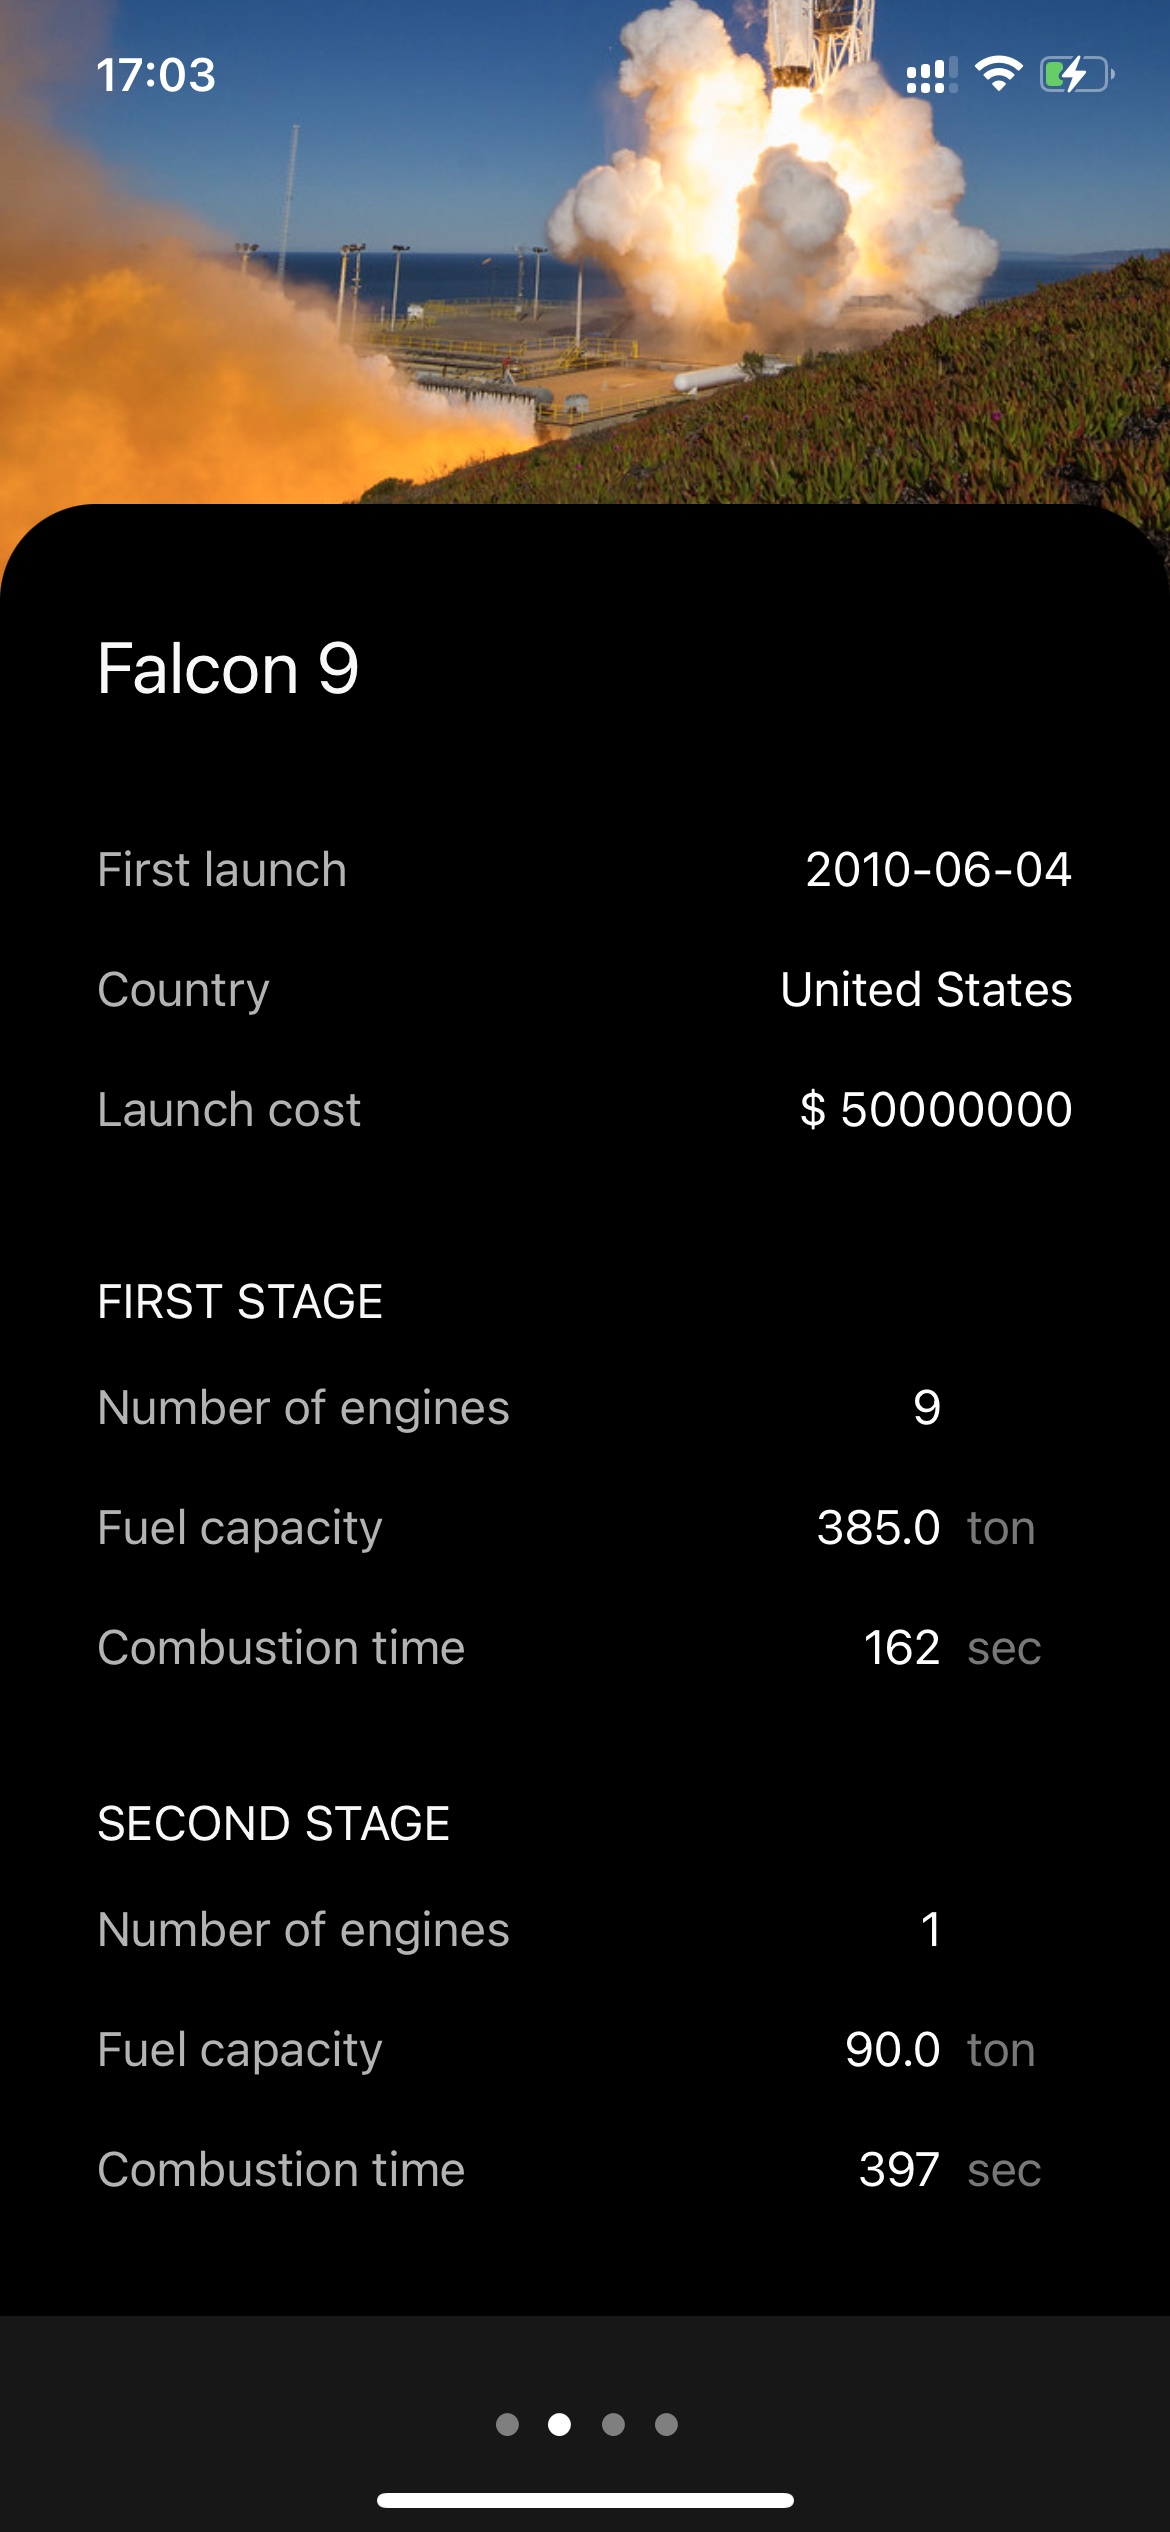 17:03
Falcon 9
First launch 2010-06-04
Country United States
Launch cost $ 50000000
FIRST STAGE
Number of engines 9
Fuel capacity 385.0 ton
Combustion time 162 sec
SECOND STAGE
Number of engines 1
Fuel capacity 90.0 ton
Combustion time 397 sec